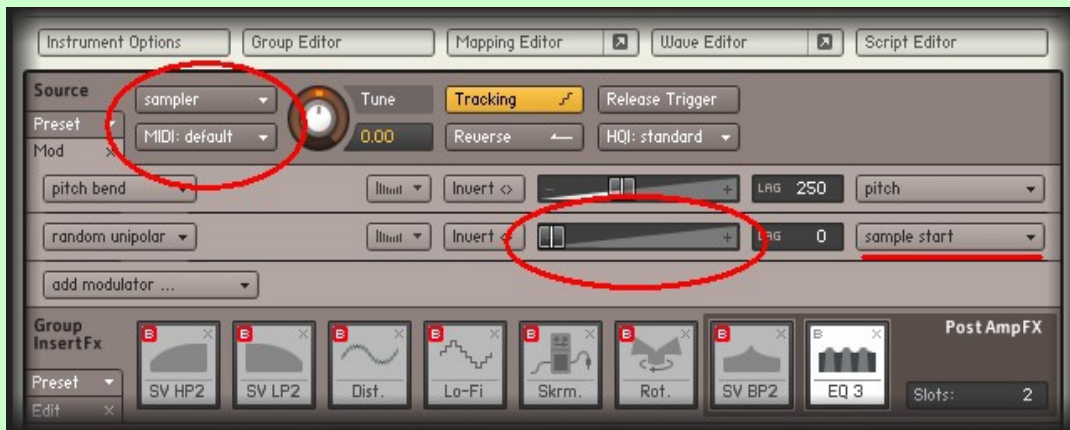 Instrument Options Group Editor Mapping Editor Wave Editor Script Editor
Source sampler Tune Tracking Release Trigger
Preset MIDI: default 0.00 Reverse HQI: standard
Mod ×
pitch bend Invert <> - + LAG 250 pitch
random unipolar Invert <> + LAG 0 sample start
add modulator ...
Group InsertFx B × B × B × B × B × B × B × B × Post AmpFX
Preset SV HP2 SV LP2 Dist. Lo-Fi Skrm. Rot. SV BP2 EQ 3 Slots: 2
Edit ×